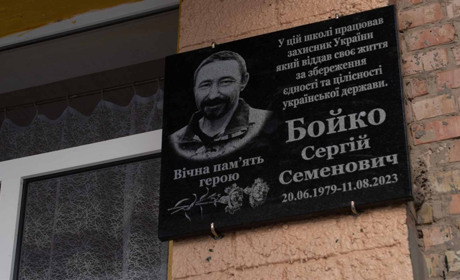 У цій школі працював
захисник України
який віддав своє життя
за збереження
єдності та цілісності
української держави.
Бойко
Сергій
Семенович
20.06.1979-11.08.2023
Вічна пам'ять
герою